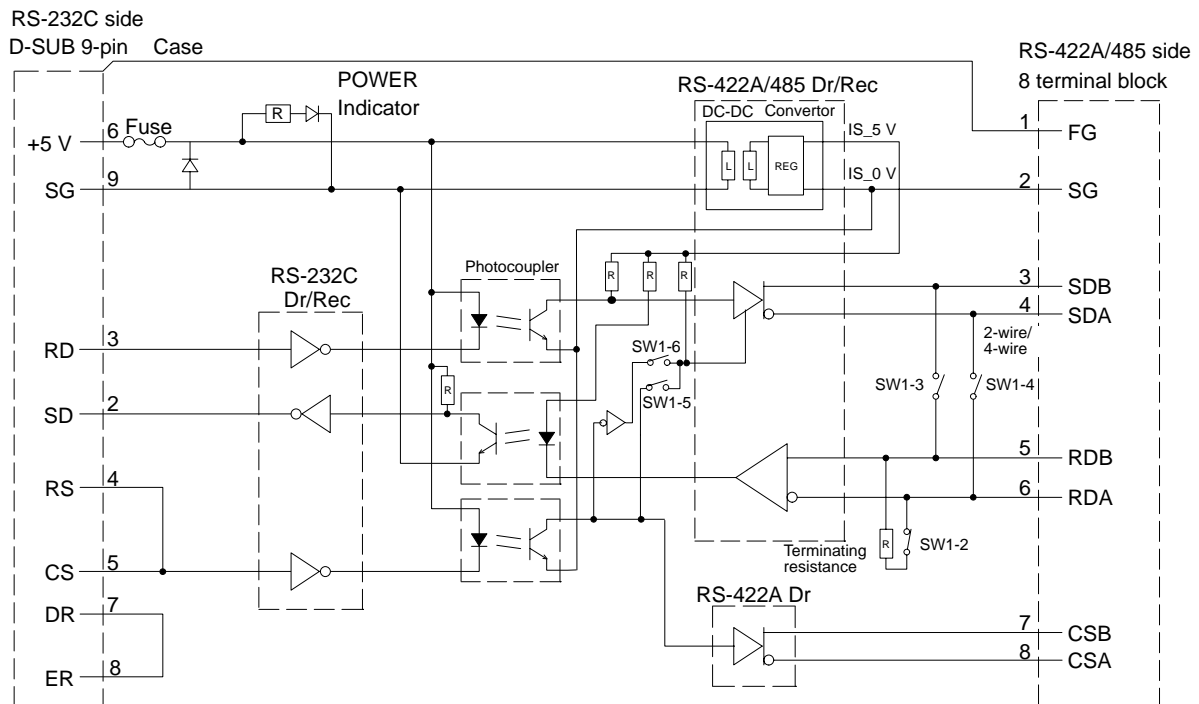 RS-232C side
D-SUB 9-pin Case
RS-422A/485 side
8 terminal block
POWER
Indicator
RS-422A/485 Dr/Rec
DC-DC Convertor
R
Fuse
+5 V
6
L
L
REG
IS_5 V
IS_0 V
1
FG
SG
9
2
SG
RS-232C
Dr/Rec
Photocoupler
R
R
R
3
SDB
4
SDA
2-wire/
4-wire
RD
3
SW1-6
SW1-5
R
SW1-3
SW1-4
SD
2
5
RDB
RS
4
6
RDA
R
SW1-2
Terminating
resistance
CS
5
DR
7
RS-422A Dr
7
CSB
8
CSA
ER
8